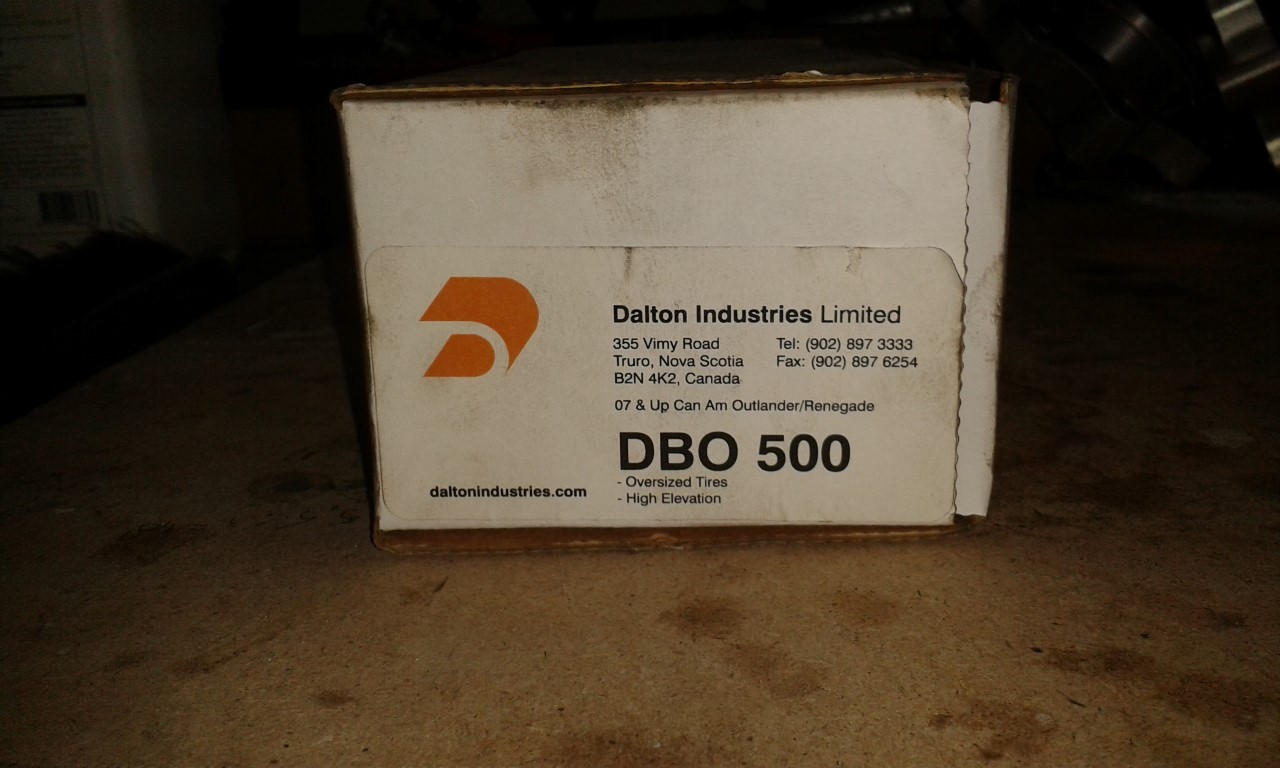 Dalton Industries Limited
355 Vimy Road Tel: (902) 897 3333
Truro, Nova Scotia Fax: (902) 897 6254
B2N 4K2, Canada
07 & Up Can Am Outlander/Renegade
DBO 500
- Oversized Tires
- High Elevation
daltonindustries.com